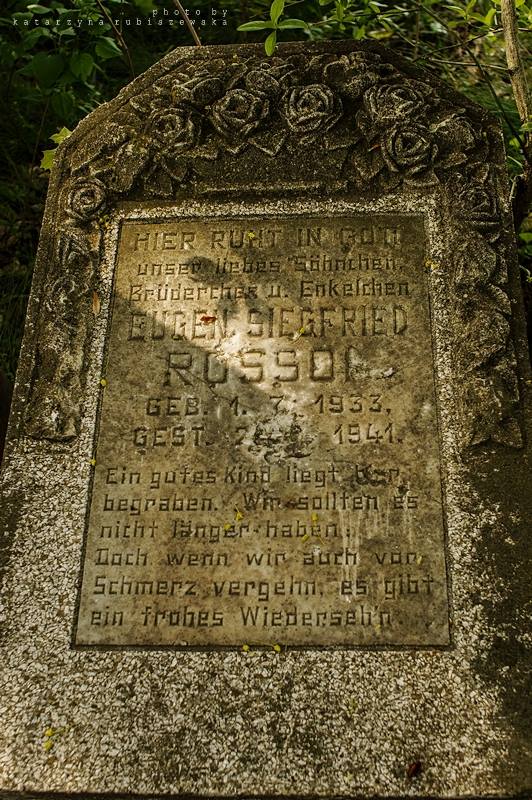 photo by
katarzyna rubiszewska
HIER RUHT IN GOTT
unser liebes Söhnchen,
Brüderchen u. Enkelchen
EUGEN SIEGFRIED
GEB. 1. 7. 1933,
GEST. 1941.
Ein gutes Kind liegt hier
begraben. Wir sollten es
nicht länger haben.
Doch wenn wir auch vor
Schmerz vergehn, es gibt
ein frohes Wiederseh'n.